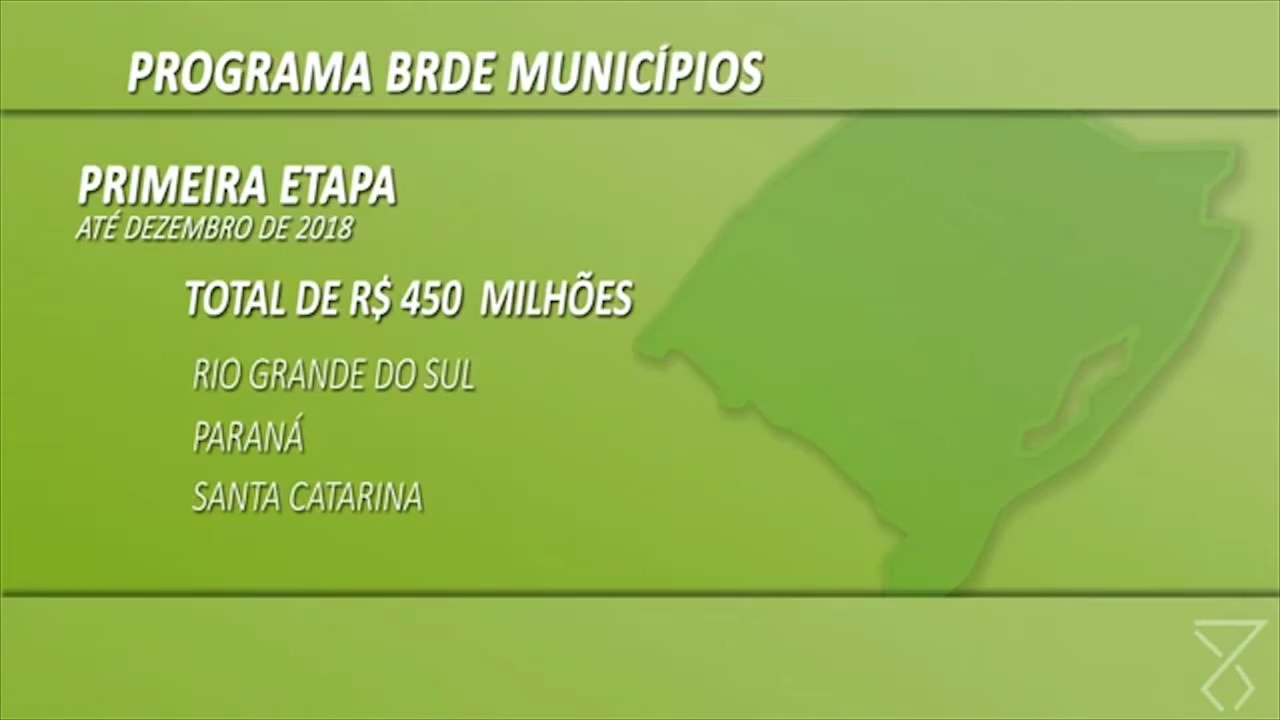 PROGRAMA BRDE MUNICÍPIOS
PRIMEIRA ETAPA
ATÉ DEZEMBRO DE 2018
TOTAL DE R$ 450 MILHÕES
RIO GRANDE DO SUL
PARANÁ
SANTA CATARINA